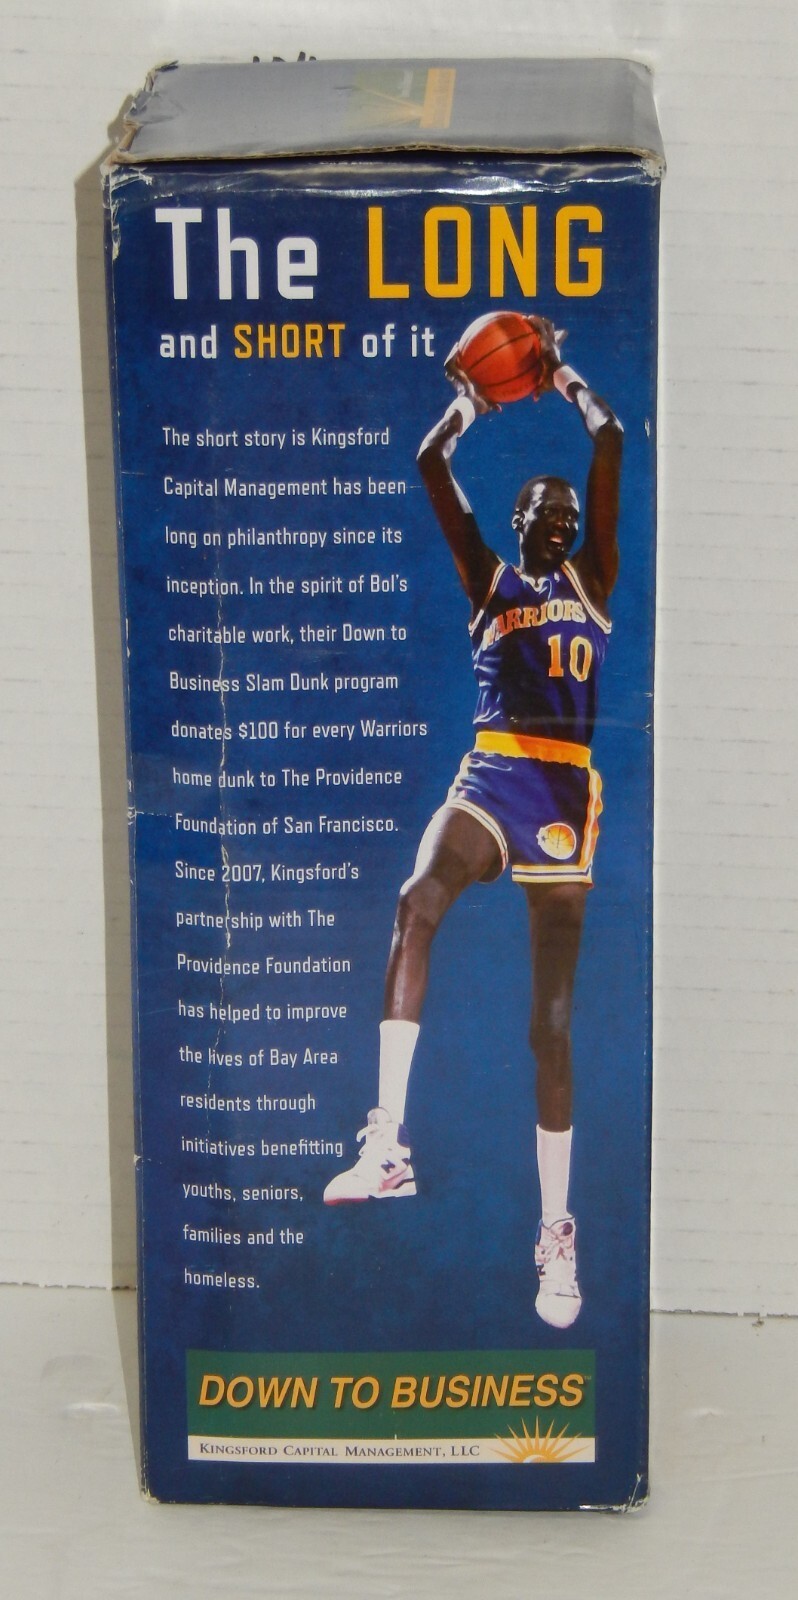 The LONG
and SHORT of it
The short story is Kingsford
Capital Management has been
long on philanthropy since its
inception. In the spirit of Bol's
charitable work, their Down to
Business Slam Dunk program
donates $100 for every Warriors
home dunk to The Providence
Foundation of San Francisco.
Since 2007, Kingsford's
partnership with The
Providence Foundation
has helped to improve
the lives of Bay Area
residents through
initiatives benefitting
youths, seniors,
families and the
homeless.
WARRIORS
10
DOWN TO BUSINESS™
KINGSFORD CAPITAL MANAGEMENT, LLC